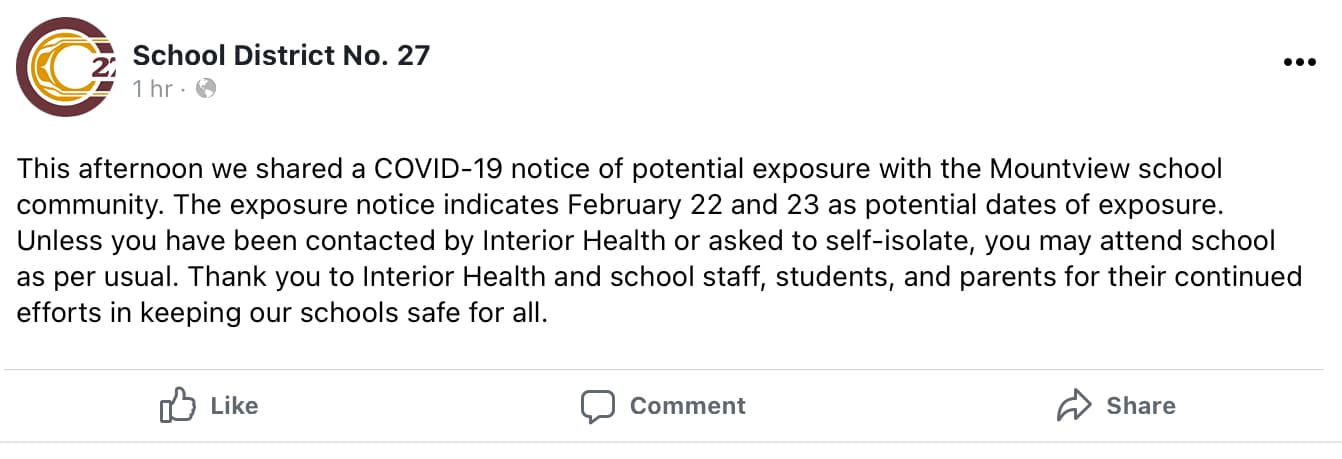 27
School District No. 27
1 hr ·
This afternoon we shared a COVID-19 notice of potential exposure with the Mountview school
community. The exposure notice indicates February 22 and 23 as potential dates of exposure.
Unless you have been contacted by Interior Health or asked to self-isolate, you may attend school
as per usual. Thank you to Interior Health and school staff, students, and parents for their continued
efforts in keeping our schools safe for all.
Like
Comment
Share